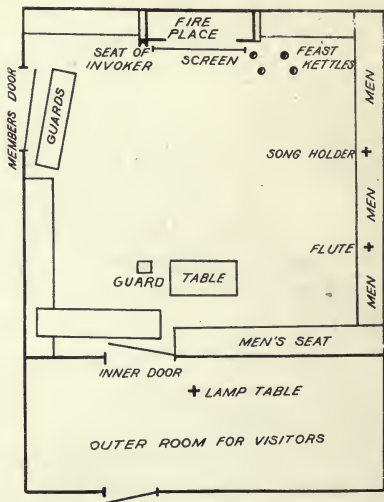 FIRE
PLACE
SEAT OF
INVOKER
SCREEN
FEAST
KETTLES
MEMBERS DOOR
GUARDS
MEN
SONG HOLDER
MEN
FLUTE
MEN
GUARD
TABLE
MEN'S SEAT
INNER DOOR
LAMP TABLE
OUTER ROOM FOR VISITORS